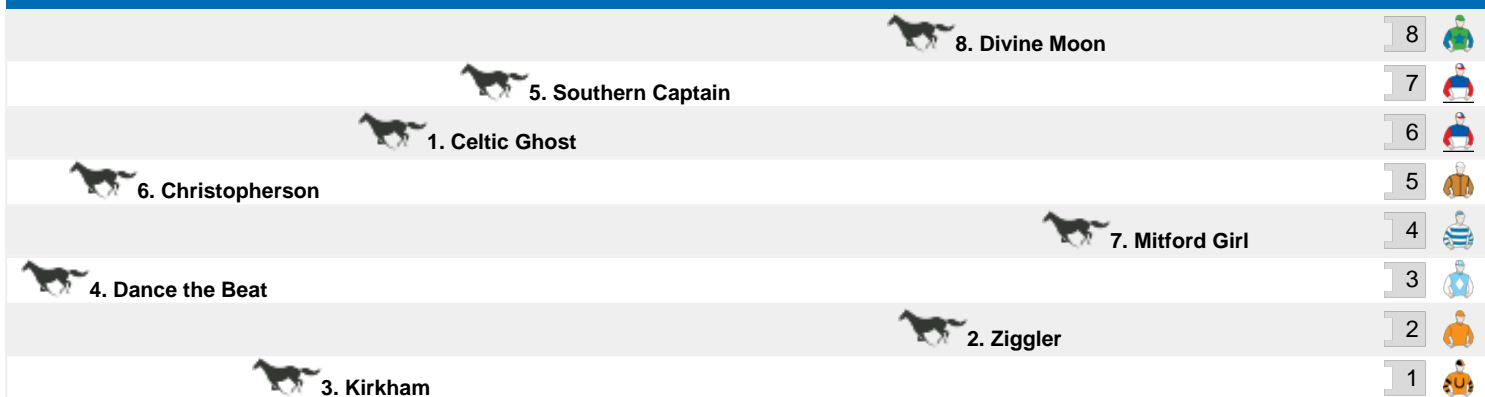 8. Divine Moon 8
5. Southern Captain 7
1. Celtic Ghost 6
6. Christopherson 5
7. Mitford Girl 4
4. Dance the Beat 3
2. Ziggler 2
3. Kirkham 1 U